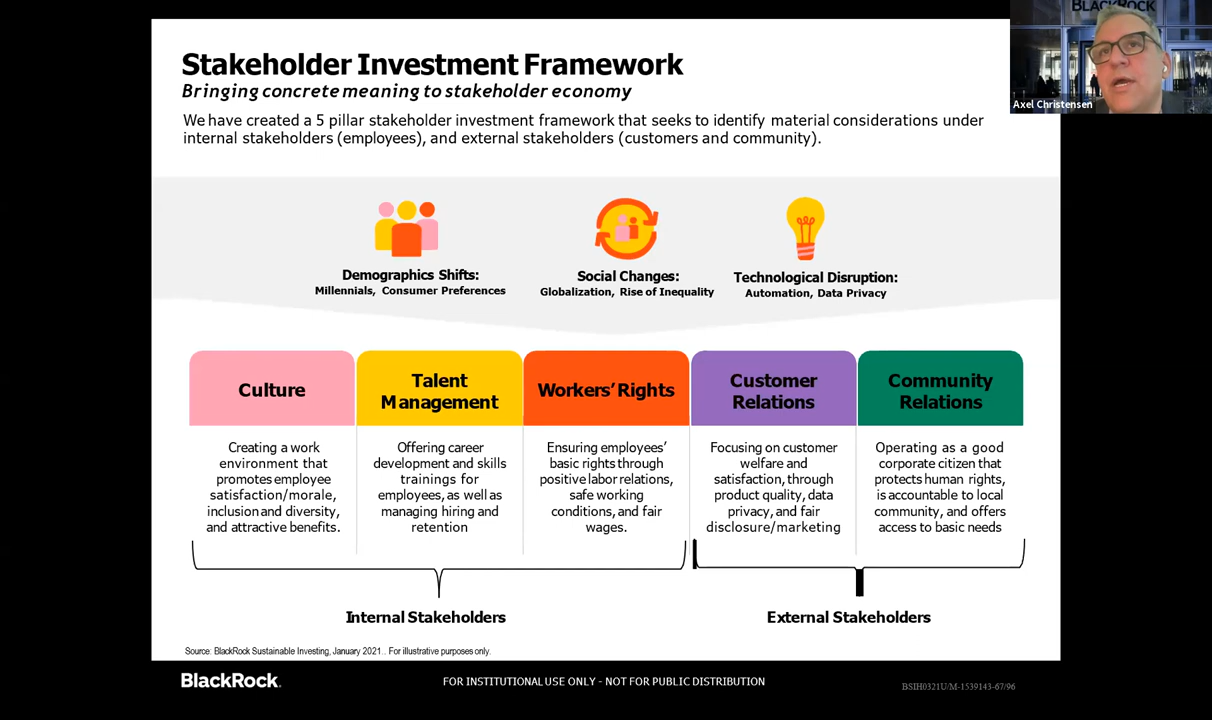 BLACKROCK
Axel Christensen
Stakeholder Investment Framework
Bringing concrete meaning to stakeholder economy
We have created a 5 pillar stakeholder investment framework that seeks to identify material considerations under
internal stakeholders (employees), and external stakeholders (customers and community).
Demographics Shifts:
Millennials, Consumer Preferences
Social Changes:
Globalization, Rise of Inequality
Technological Disruption:
Automation, Data Privacy
Culture
Creating a work
environment that
promotes employee
satisfaction/morale,
inclusion and diversity,
and attractive benefits.
Talent
Management
Offering career
development and skills
trainings for
employees, as well as
managing hiring and
retention
Workers' Rights
Ensuring employees'
basic rights through
positive labor relations,
safe working
conditions, and fair
wages.
Customer
Relations
Focusing on customer
welfare and
satisfaction, through
product quality, data
privacy, and fair
disclosure/marketing
Community
Relations
Operating as a good
corporate citizen that
protects human rights,
is accountable to local
community, and offers
access to basic needs
Internal Stakeholders
External Stakeholders
Source: BlackRock Sustainable Investing, January 2021.. For illustrative purposes only.
BlackRock.
FOR INSTITUTIONAL USE ONLY - NOT FOR PUBLIC DISTRIBUTION
BSIH0321U/M-1539143-67/96